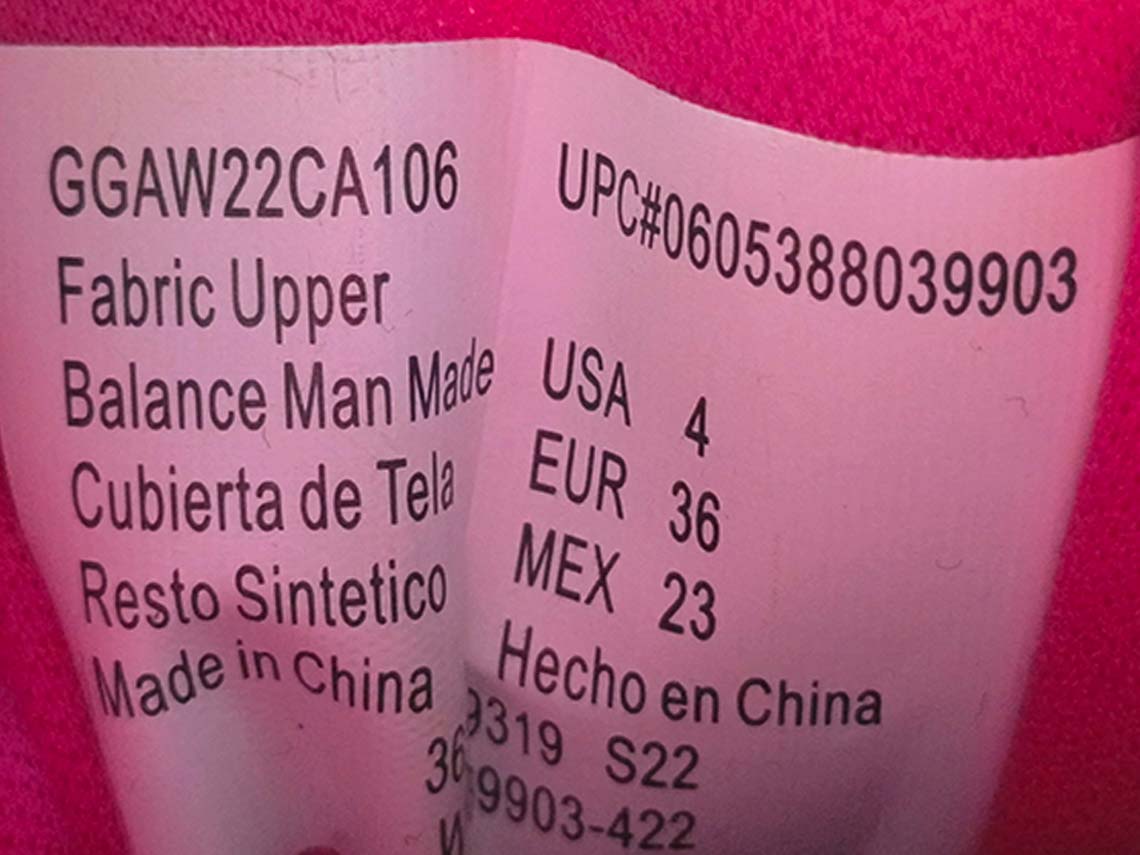 GGAW22CA106
Fabric Upper
Balance Man Made
Cubierta de Tela
Resto Sintetico
Made in China
UPC#0605388039903
USA 4
EUR 36
MEX 23
Hecho en China
9319 S22
9903-422